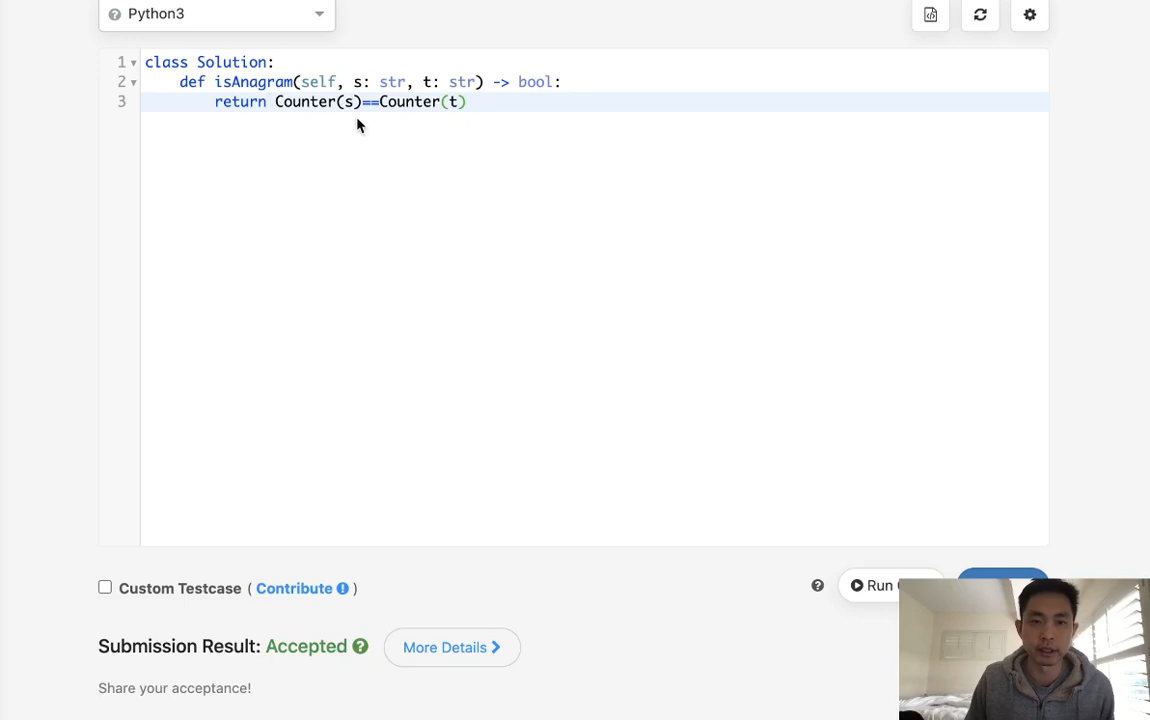 Python3
1 class Solution:
2 def isAnagram(self, s: str, t: str) -> bool:
3 return Counter(s)==Counter(t)
Custom Testcase ( Contribute )
Run
Submission Result: Accepted
More Details
Share your acceptance!